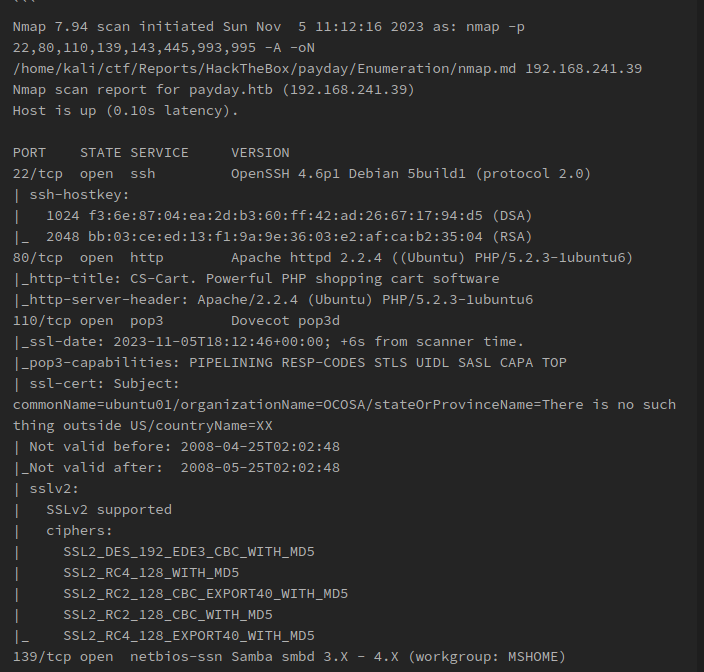 ```
Nmap 7.94 scan initiated Sun Nov  5 11:12:16 2023 as: nmap -p
22,80,110,139,143,445,993,995 -A -oN
/home/kali/ctf/Reports/HackTheBox/payday/Enumeration/nmap.md 192.168.241.39
Nmap scan report for payday.htb (192.168.241.39)
Host is up (0.10s latency).

PORT    STATE SERVICE     VERSION
22/tcp  open  ssh         OpenSSH 4.6p1 Debian 5build1 (protocol 2.0)
| ssh-hostkey:
|   1024 f3:6e:87:04:ea:2d:b3:60:ff:42:ad:26:67:17:94:d5 (DSA)
|_  2048 bb:03:ce:ed:13:f1:9a:9e:36:03:e2:af:ca:b2:35:04 (RSA)
80/tcp  open  http        Apache httpd 2.2.4 ((Ubuntu) PHP/5.2.3-1ubuntu6)
|_http-title: CS-Cart. Powerful PHP shopping cart software
|_http-server-header: Apache/2.2.4 (Ubuntu) PHP/5.2.3-1ubuntu6
110/tcp open  pop3        Dovecot pop3d
|_ssl-date: 2023-11-05T18:12:46+00:00; +6s from scanner time.
|_pop3-capabilities: PIPELINING RESP-CODES STLS UIDL SASL CAPA TOP
| ssl-cert: Subject:
commonName=ubuntu01/organizationName=OCOSA/stateOrProvinceName=There is no such
thing outside US/countryName=XX
| Not valid before: 2008-04-25T02:02:48
|_Not valid after:  2008-05-25T02:02:48
| sslv2:
|   SSLv2 supported
|   ciphers:
|     SSL2_DES_192_EDE3_CBC_WITH_MD5
|     SSL2_RC4_128_WITH_MD5
|     SSL2_RC2_128_CBC_EXPORT40_WITH_MD5
|     SSL2_RC2_128_CBC_WITH_MD5
|_    SSL2_RC4_128_EXPORT40_WITH_MD5
139/tcp open  netbios-ssn Samba smbd 3.X - 4.X (workgroup: MSHOME)